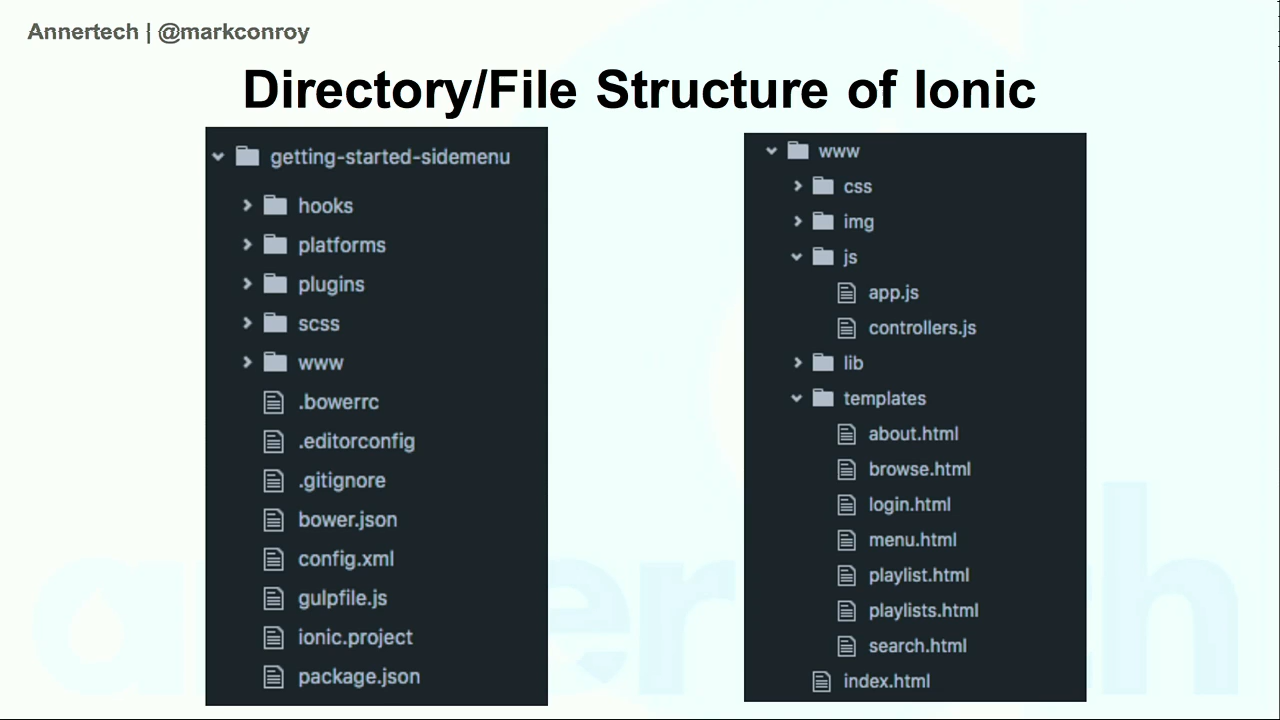 Annertech | @markconroy
Directory/File Structure of Ionic
getting-started-sidemenu
hooks
platforms
plugins
scss
www
.bowerrc
.editorconfig
.gitignore
bower.json
config.xml
gulpfile.js
ionic.project
package.json
www
css
img
js
app.js
controllers.js
lib
templates
about.html
browse.html
login.html
menu.html
playlist.html
playlists.html
search.html
index.html